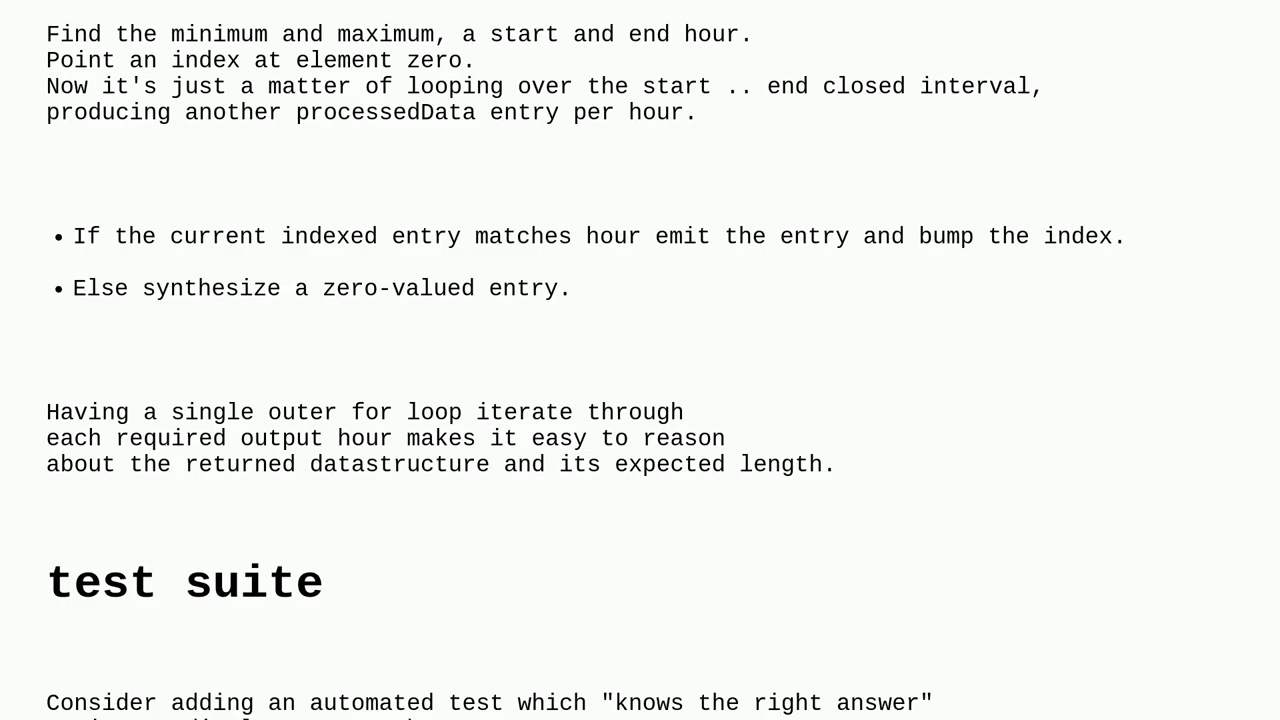 Find the minimum and maximum, a start and end hour.
Point an index at element zero.
Now it's just a matter of looping over the start .. end closed interval,
producing another processedData entry per hour.
• If the current indexed entry matches hour emit the entry and bump the index.
• Else synthesize a zero-valued entry.
Having a single outer for loop iterate through
each required output hour makes it easy to reason
about the returned datastructure and its expected length.
test suite
Consider adding an automated test which "knows the right answer"